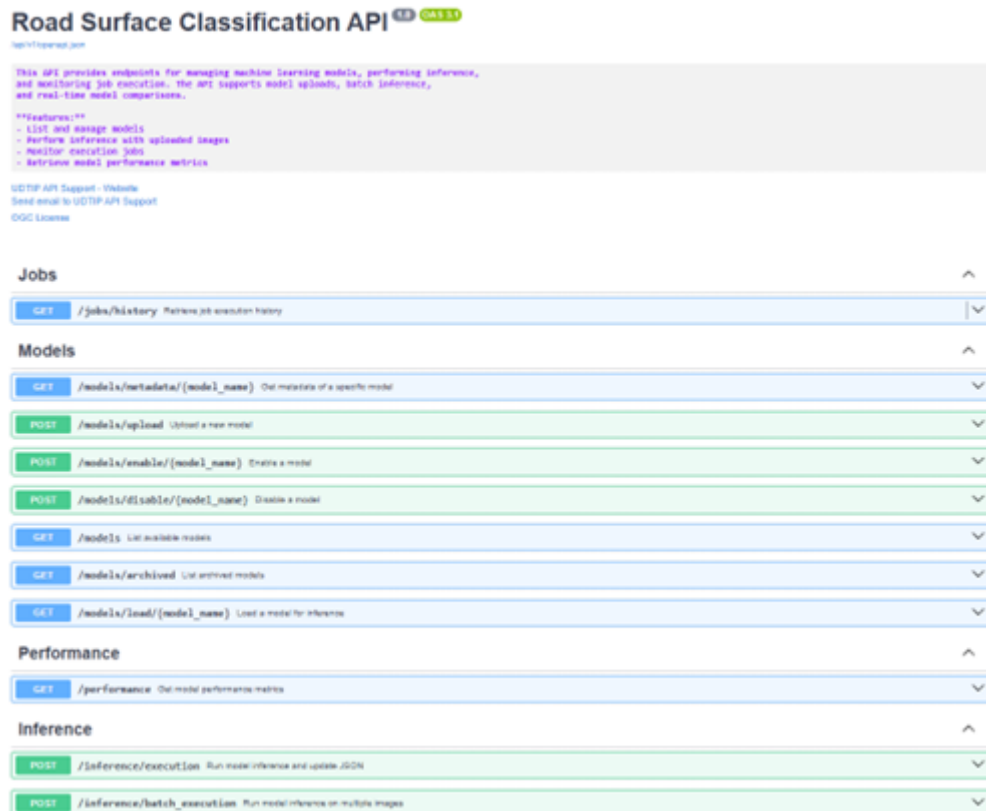 Road Surface Classification API 1.0 OAS 3.1
/api/v1/openapi.json
This API provides endpoints for managing machine learning models, performing inference,
and monitoring job execution. The API supports model uploads, batch inference,
and real-time model comparisons.
**Features:**
- List and manage models
- Perform inference with uploaded images
- Monitor execution jobs
- Retrieve model performance metrics
UDTIP API Support - Website
Send email to UDTIP API Support
OGC License
Jobs
GET /jobs/history Retrieve job execution history
Models
GET /models/metadata/{model_name} Get metadata of a specific model
POST /models/upload Upload a new model
POST /models/enable/{model_name} Enable a model
POST /models/disable/{model_name} Disable a model
GET /models List available models
GET /models/archived List archived models
GET /models/load/{model_name} Load a model for inference
Performance
GET /performance Get model performance metrics
Inference
POST /inference/execution Run model inference and update JSON
POST /inference/batch_execution Run model inference on multiple images